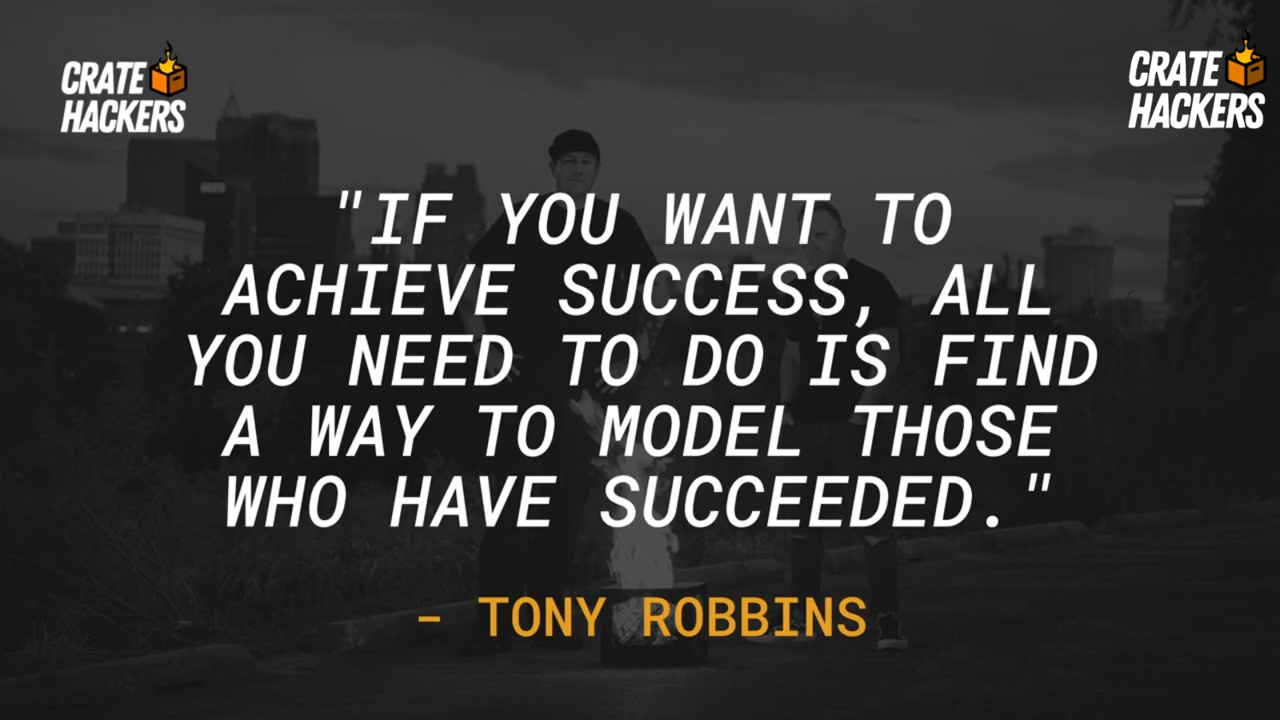 CRATE
HACKERS
CRATE
HACKERS
"IF YOU WANT TO
ACHIEVE SUCCESS, ALL
YOU NEED TO DO IS FIND
A WAY TO MODEL THOSE
WHO HAVE SUCCEEDED."
- TONY ROBBINS